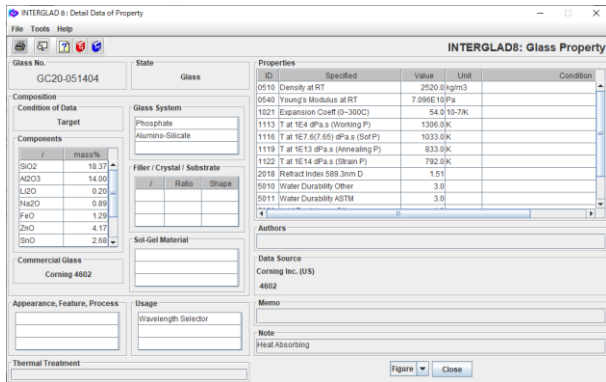 INTERGLAD 8: Detail Data of Property
File Tools Help
INTERGLAD8: Glass Property
Glass No.
GC20-051404
State
Glass
Composition
Condition of Data
Target
Glass System
Phosphate
Alumino-Silicate
Components
/ mass%
SiO2 18.37
Al2O3 14.00
Li2O 0.20
Na2O 0.89
FeO 1.29
ZnO 4.17
SnO 2.68
Filler / Crystal / Substrate
/ Ratio Shape
Sol-Gel Material
Commercial Glass
Corning 4602
Appearance, Feature, Process
Usage
Wavelength Selector
Thermal Treatment
Properties
ID Specified Value Unit Condition
0510 Density at RT 2520.0 kg/m3
0540 Young's Modulus at RT 7.096E10 Pa
1021 Expansion Coeff (0~300C) 54.0 10-7/K
1113 T at 1E4 dPa.s (Working P) 1306.0 K
1116 T at 1E7.6(7.65) dPa.s (Sof P) 1033.0 K
1119 T at 1E13 dPa.s (Annealing P) 833.0 K
1122 T at 1E14 dPa.s (Strain P) 792.0 K
2018 Refract Index 589.3nm D 1.51
5010 Water Durability Other 3.0
5011 Water Durability ASTM 3.0
Authors
Data Source
Corning Inc. (US)
4602
Memo
Note
Heat Absorbing
Figure Close